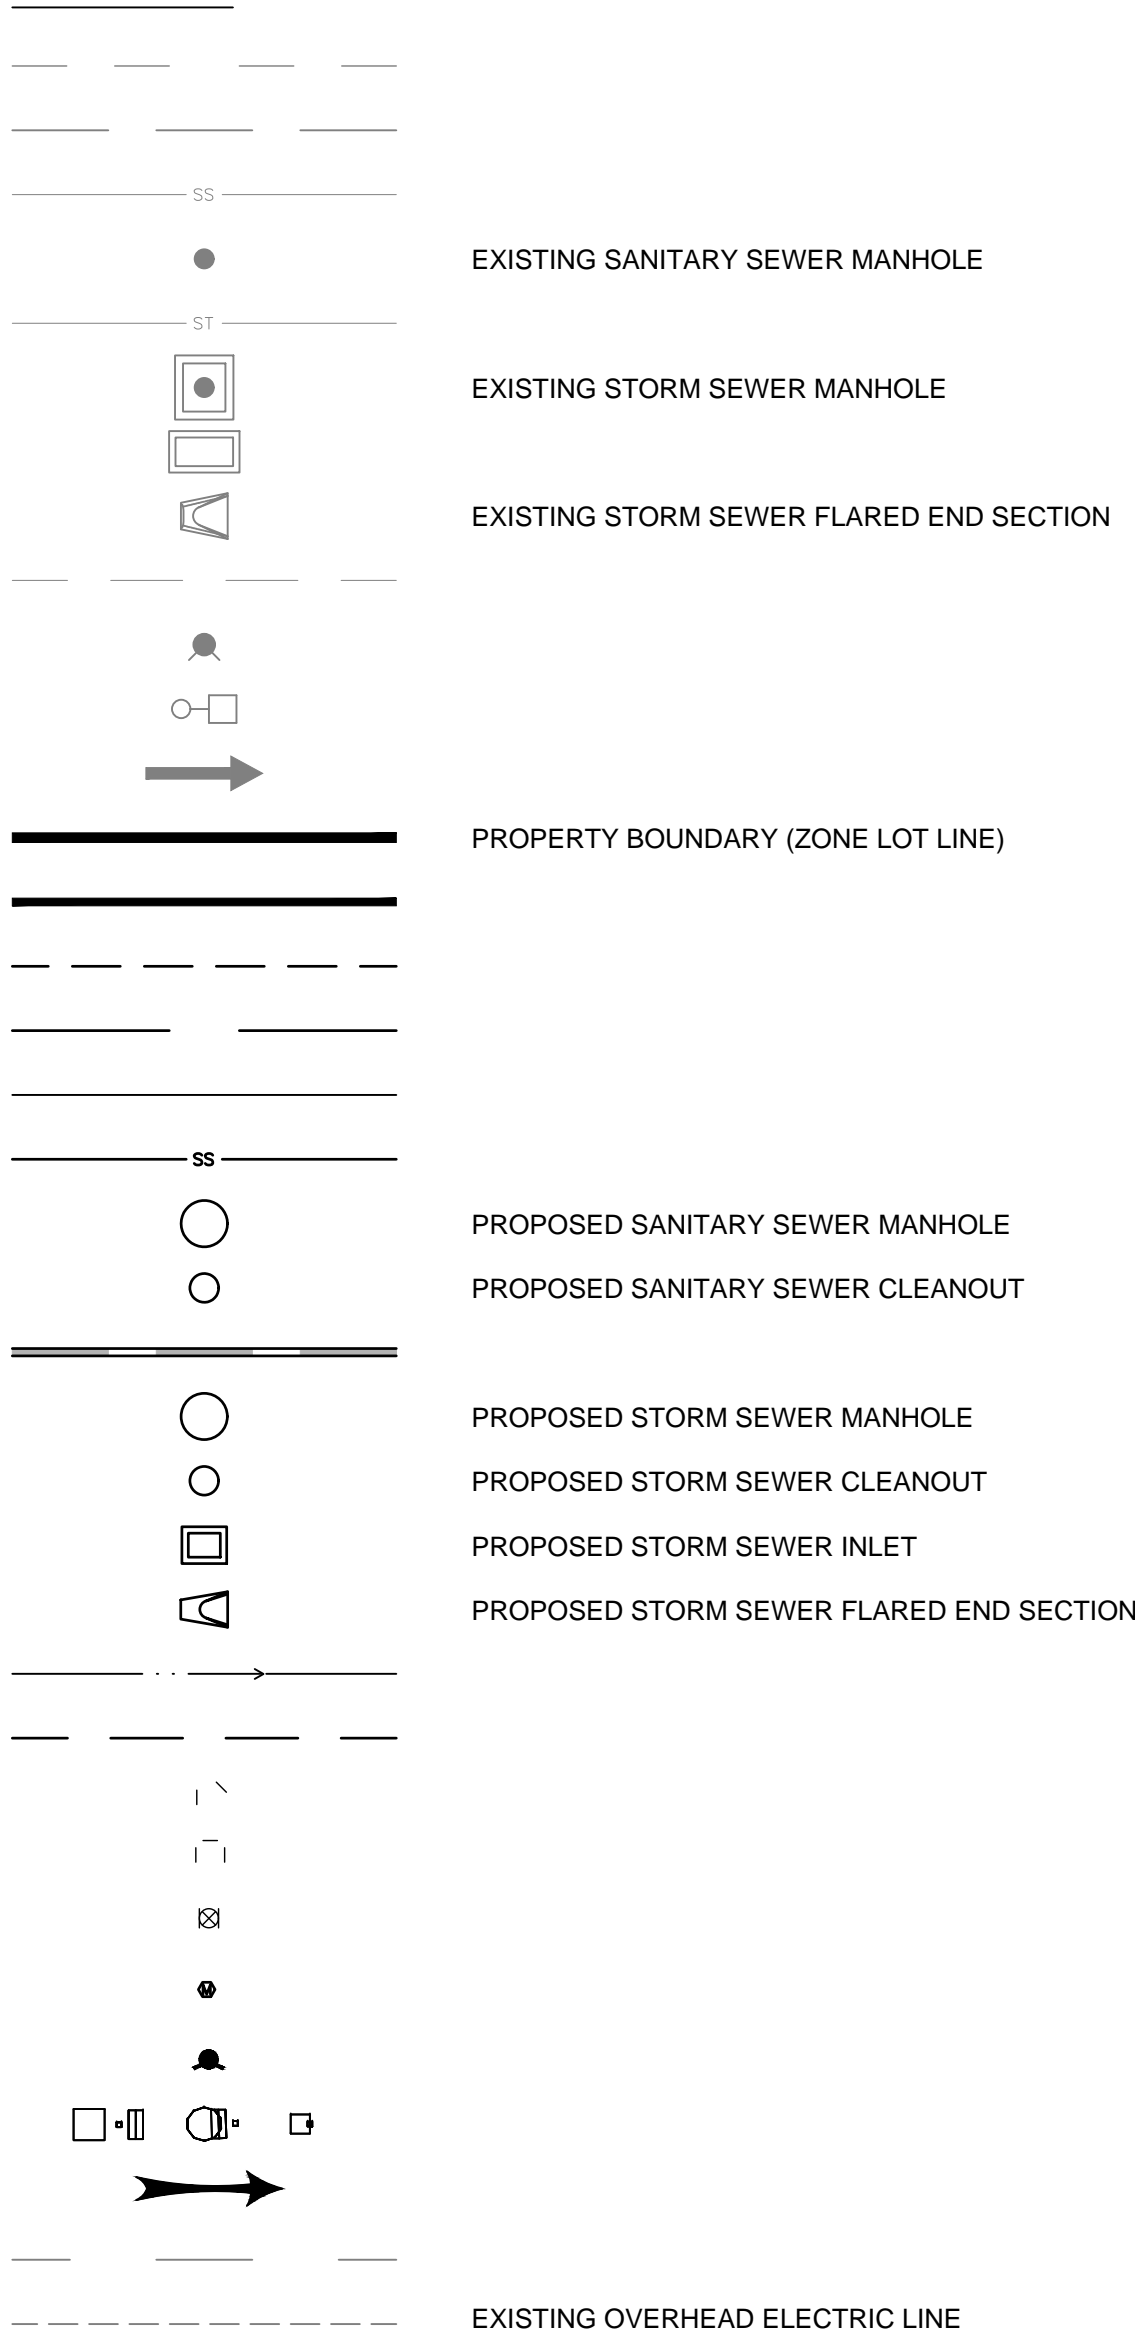 SS
EXISTING SANITARY SEWER MANHOLE
ST
EXISTING STORM SEWER MANHOLE
EXISTING STORM SEWER FLARED END SECTION
PROPERTY BOUNDARY (ZONE LOT LINE)
SS
PROPOSED SANITARY SEWER MANHOLE
PROPOSED SANITARY SEWER CLEANOUT
PROPOSED STORM SEWER MANHOLE
PROPOSED STORM SEWER CLEANOUT
PROPOSED STORM SEWER INLET
PROPOSED STORM SEWER FLARED END SECTION
M
EXISTING OVERHEAD ELECTRIC LINE